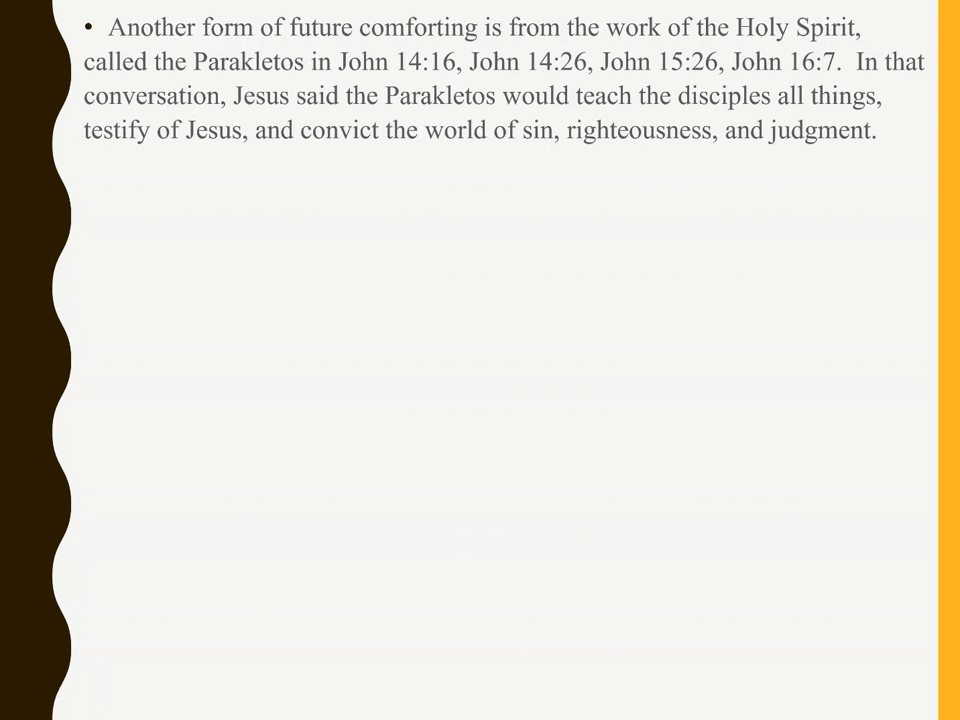 • Another form of future comforting is from the work of the Holy Spirit,
called the Parakletos in John 14:16, John 14:26, John 15:26, John 16:7.  In that
conversation, Jesus said the Parakletos would teach the disciples all things,
testify of Jesus, and convict the world of sin, righteousness, and judgment.